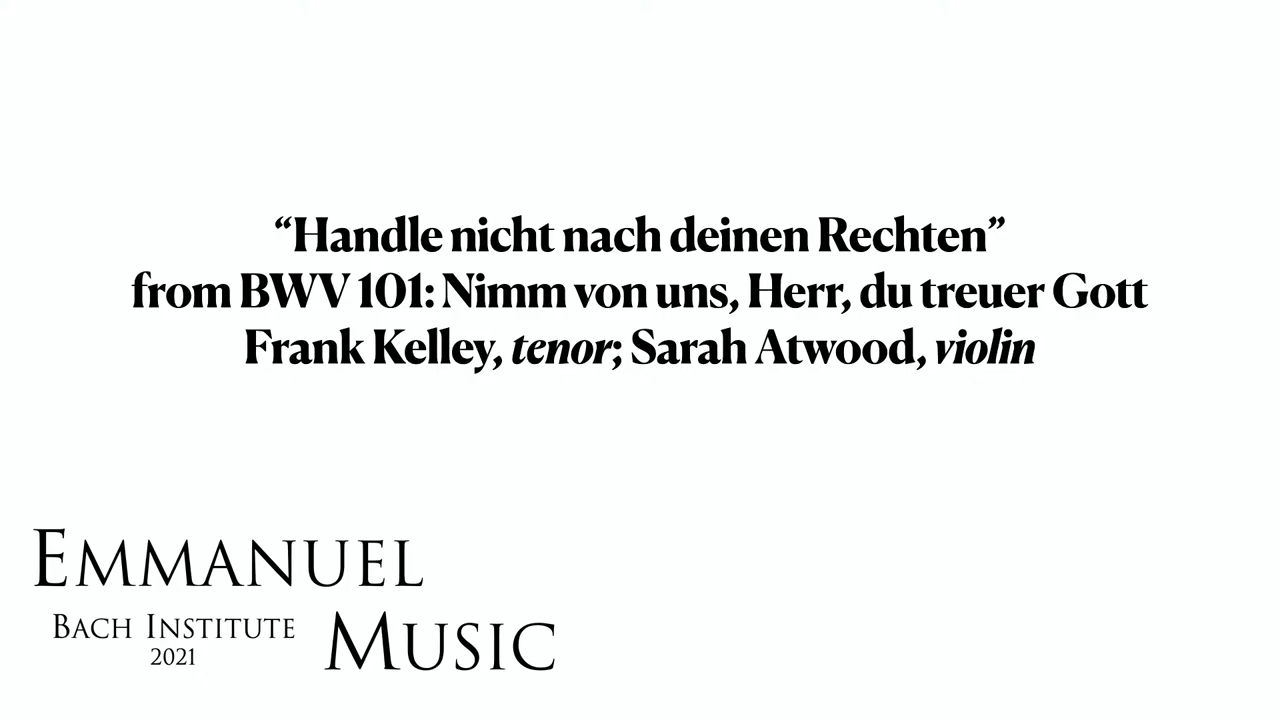 “Handle nicht nach deinen Rechten”
from BWV 101: Nimm von uns, Herr, du treuer Gott
Frank Kelley, tenor; Sarah Atwood, violin
EMMANUEL
BACH INSTITUTE
2021
MUSIC